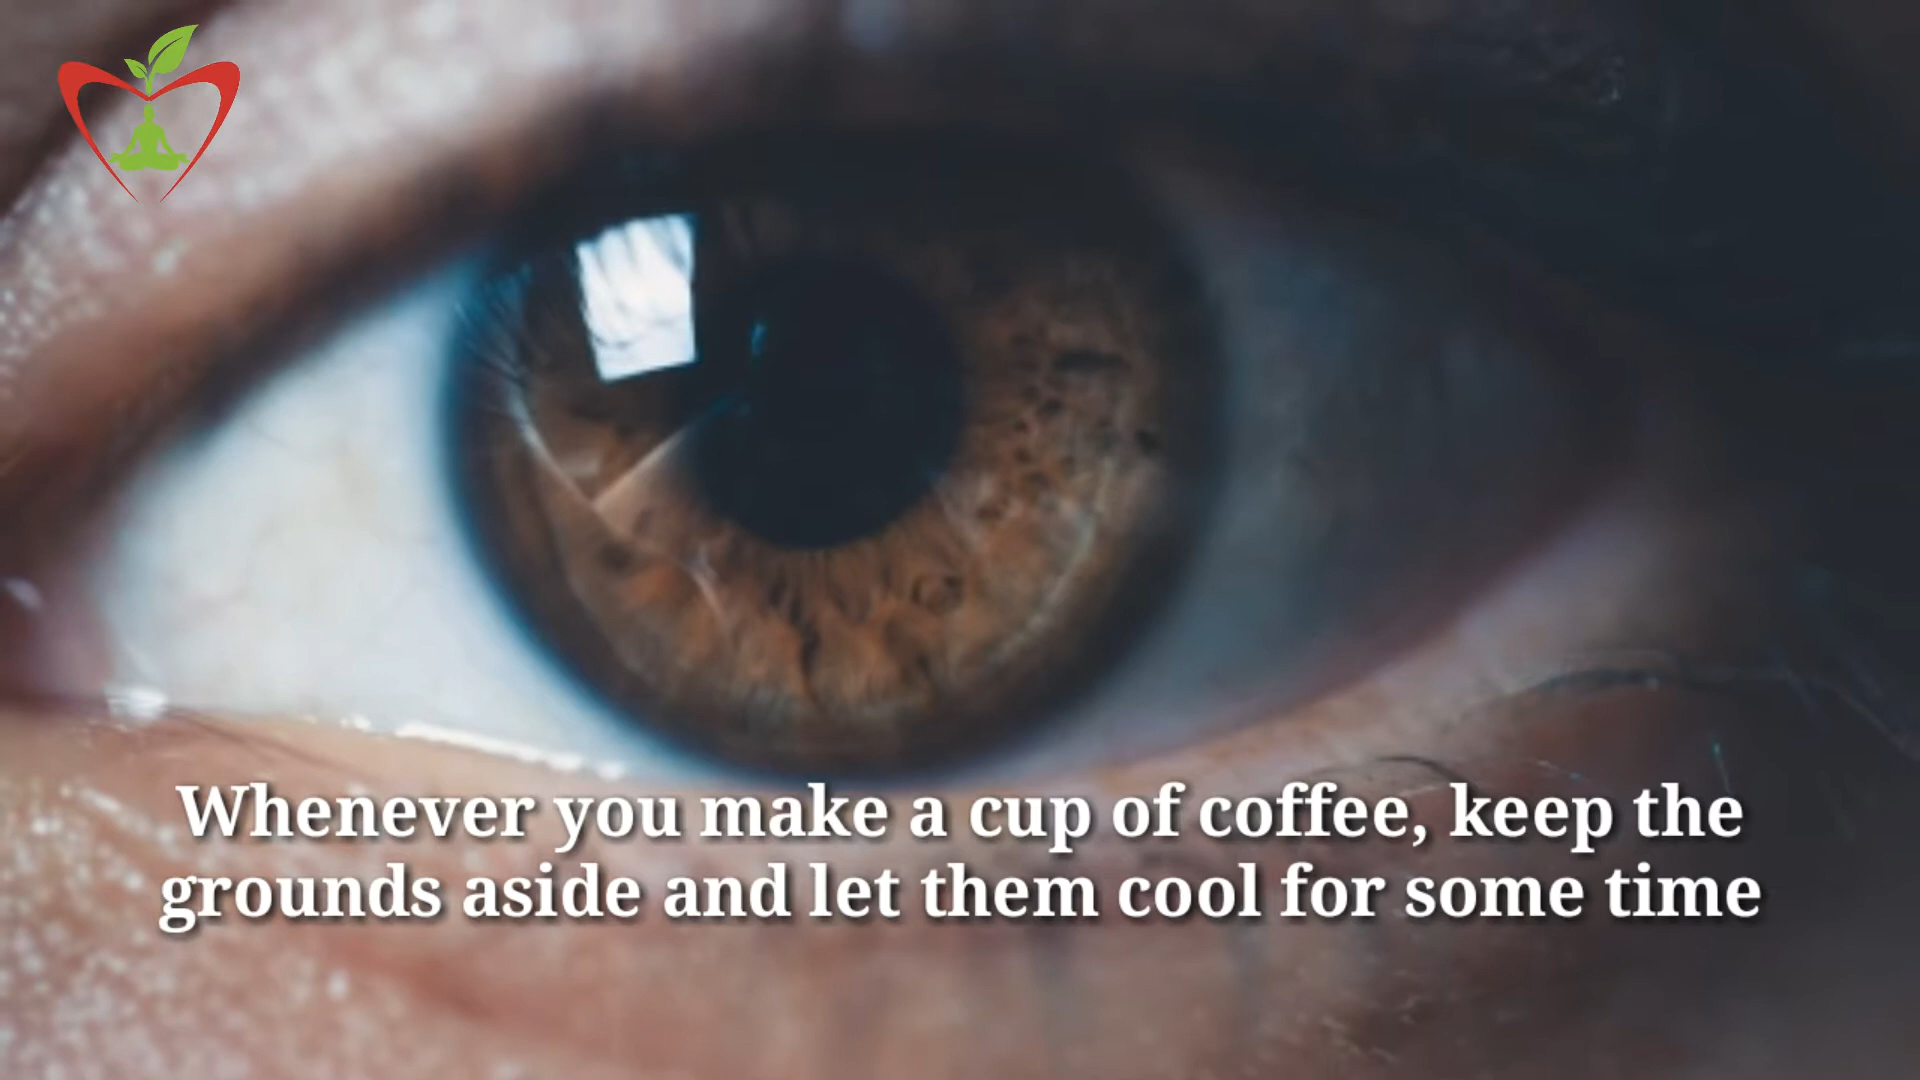 Whenever you make a cup of coffee, keep the
grounds aside and let them cool for some time